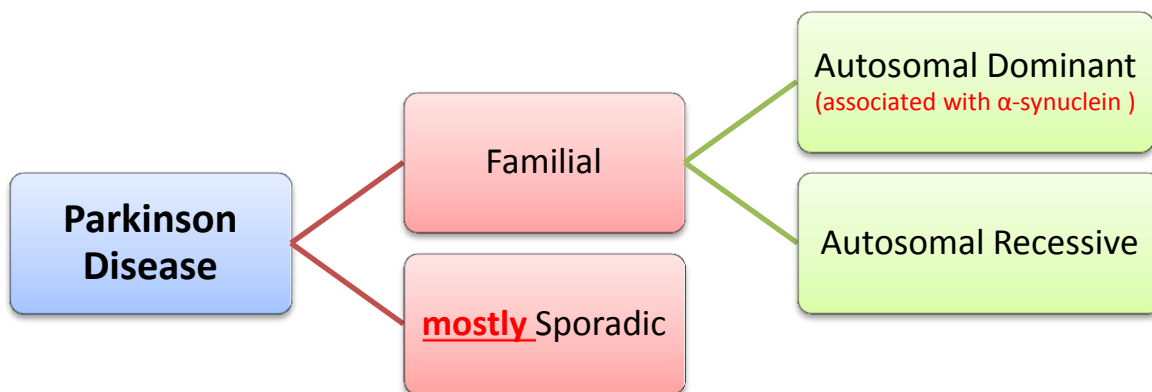 Parkinson
Disease
Familial
mostly Sporadic
Autosomal Dominant
(associated with α-synuclein )
Autosomal Recessive